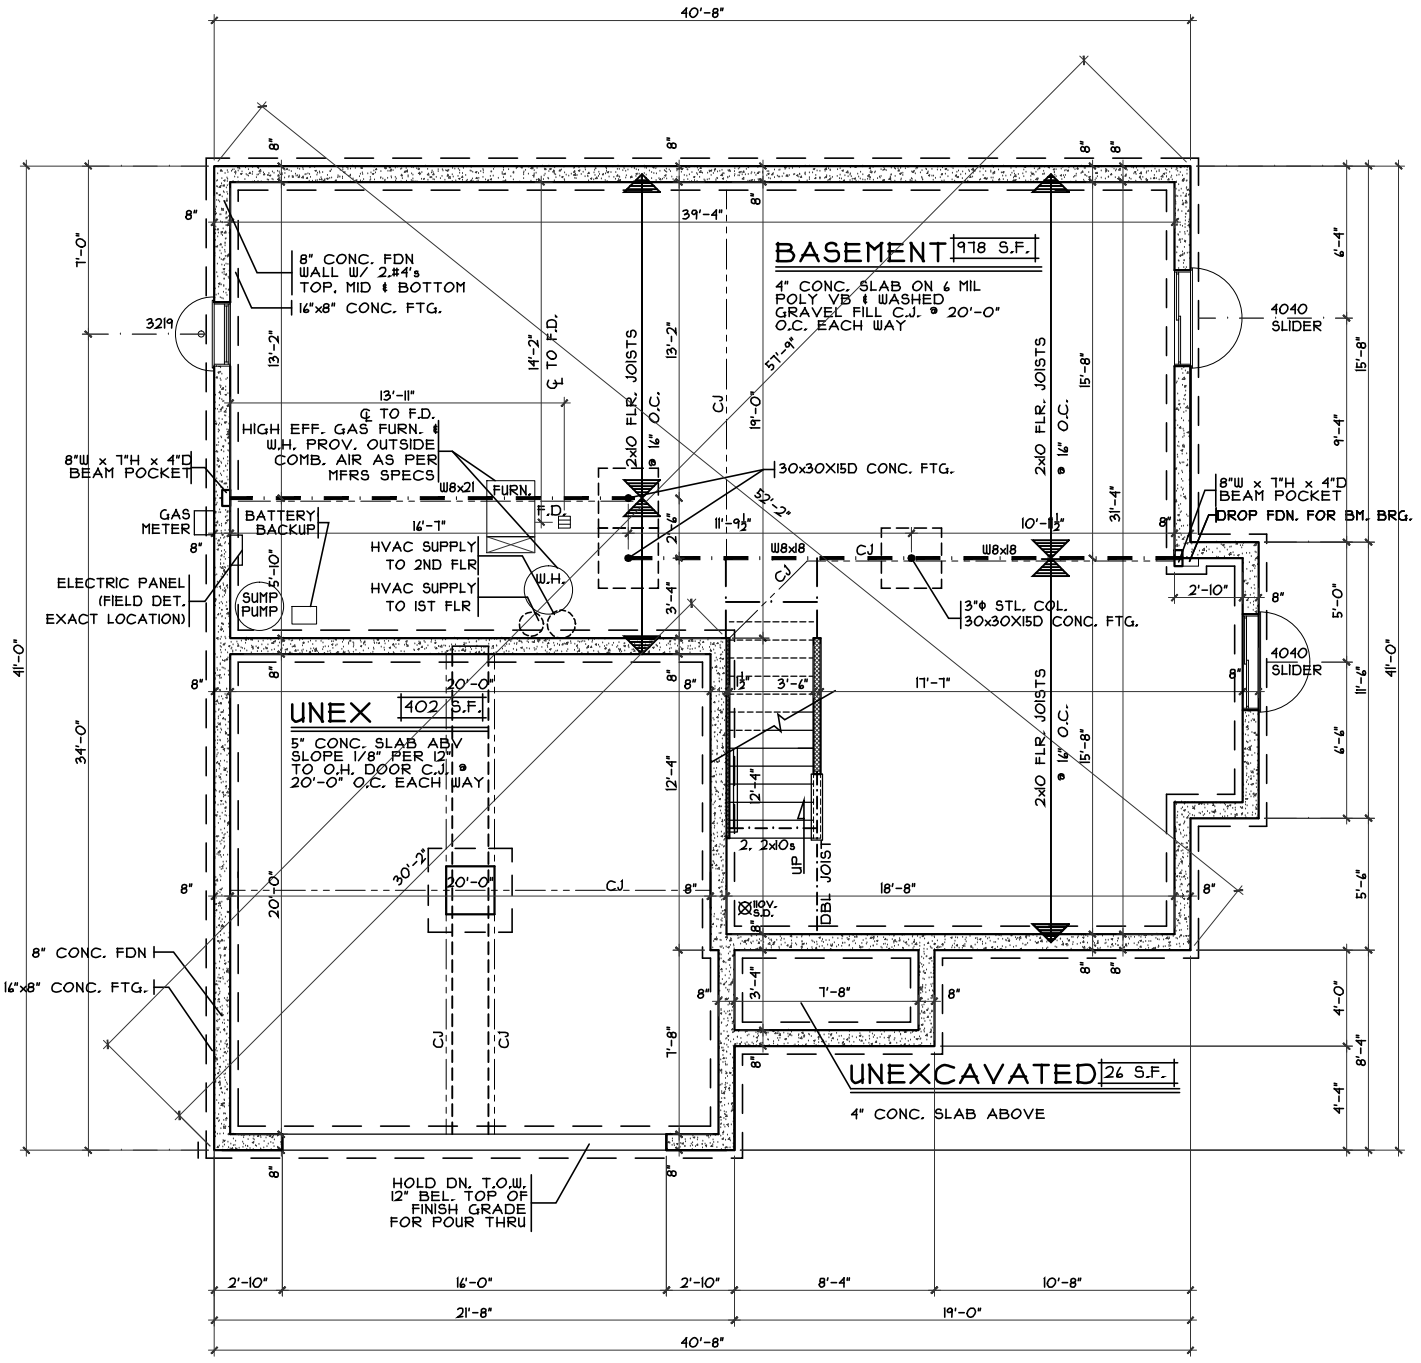 40'-8"
8"
8"
8"
8"
8"
8"
39'-4"
7'-0"
6'-4"
BASEMENT 978 S.F.
4" CONC. SLAB ON 6 MIL
POLY VB & WASHED
GRAVEL FILL C.J. @ 20'-0"
O.C. EACH WAY
8" CONC. FDN
WALL W/ 2.#4's
TOP, MID & BOTTOM
16"x8" CONC. FTG.
3219
4040
SLIDER
13'-2"
14'-2"
℄ TO F.D.
2x10 FLR. JOISTS
@ 16" O.C.
13'-2"
57'-9"
2x10 FLR. JOISTS
@ 16" O.C.
15'-8"
15'-8"
13'-11"
℄ TO F.D.
CJ
19'-0"
9'-4"
HIGH EFF. GAS FURN. &
W.H. PROV. OUTSIDE
COMB. AIR AS PER
MFRS SPECS
8"W x 7"H x 4"D
BEAM POCKET
30x30X15D CONC. FTG.
W8x21
FURN.
52'-2"
31'-4"
8"W x 7"H x 4"D
BEAM POCKET
DROP FDN. FOR BM. BRG.
GAS
METER
BATTERY
BACKUP
F.D.
16'-7"
2'-6"
11'-9½"
10'-1½"
8"
8"
HVAC SUPPLY
TO 2ND FLR
W8x18
CJ
W8x18
5'-10"
W.H.
CJ
ELECTRIC PANEL
(FIELD DET.
EXACT LOCATION)
SUMP
PUMP
HVAC SUPPLY
TO 1ST FLR
3'-4"
2'-10"
8"
5'-0"
3"ϕ STL. COL.
30x30X15D CONC. FTG.
41'-0"
41'-0"
4040
SLIDER
8"
8"
8"
20'-0"
8"
1½"
3'-6"
17'-7"
8"
11'-6"
UNEX 402 S.F.
5" CONC. SLAB ABV
SLOPE 1/8" PER 12"
TO O.H. DOOR C.J. @
20'-0" O.C. EACH WAY
34'-0"
12'-4"
12'-4"
2x10 FLR. JOISTS
@ 16" O.C.
15'-8"
6'-6"
2, 2x10s
UP
DBL JOIST
30'-2"
8"
20'-0"
20'-0"
CJ
8"
18'-8"
8"
5'-6"
110V.
S.D.
8"
8" CONC. FDN
16"x8" CONC. FTG.
8"
8"
8"
3'-4"
7'-8"
8"
4'-0"
CJ
CJ
7'-8"
8"
8'-4"
UNEXCAVATED 26 S.F.
4" CONC. SLAB ABOVE
4'-4"
8"
8"
HOLD DN. T.O.W.
12" BEL. TOP OF
FINISH GRADE
FOR POUR THRU
2'-10"
16'-0"
2'-10"
8'-4"
10'-8"
21'-8"
19'-0"
40'-8"